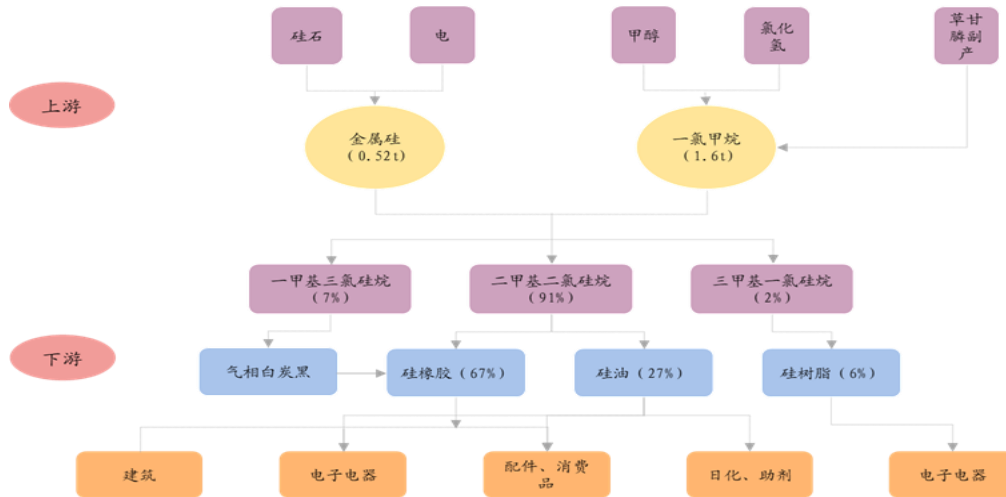 硅石
电
甲醇
氯化
氢
草甘
膦副
产
上游
金属硅
(0.52t)
一氯甲烷
(1.6t)
一甲基三氯硅烷
(7%)
二甲基二氯硅烷
(91%)
三甲基一氯硅烷
(2%)
下游
气相白炭黑
硅橡胶（67%）
硅油（27%）
硅树脂（6%）
建筑
电子电器
配件、消费
品
日化、助剂
电子电器